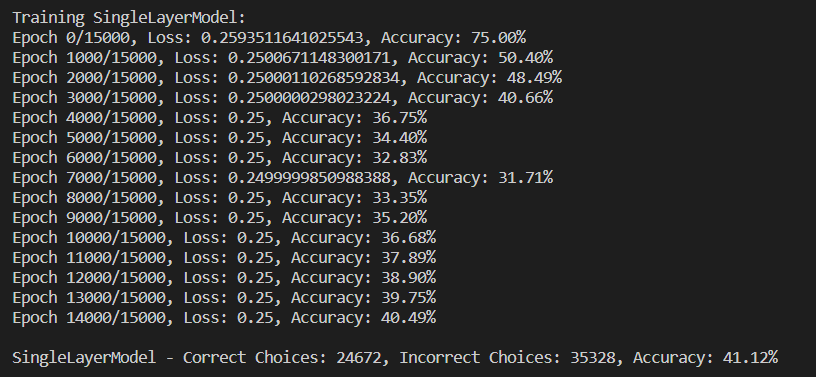 Training SingleLayerModel:
Epoch 0/15000, Loss: 0.2593511641025543, Accuracy: 75.00%
Epoch 1000/15000, Loss: 0.2500671148300171, Accuracy: 50.40%
Epoch 2000/15000, Loss: 0.25000110268592834, Accuracy: 48.49%
Epoch 3000/15000, Loss: 0.2500000298023224, Accuracy: 40.66%
Epoch 4000/15000, Loss: 0.25, Accuracy: 36.75%
Epoch 5000/15000, Loss: 0.25, Accuracy: 34.40%
Epoch 6000/15000, Loss: 0.25, Accuracy: 32.83%
Epoch 7000/15000, Loss: 0.2499999850988388, Accuracy: 31.71%
Epoch 8000/15000, Loss: 0.25, Accuracy: 33.35%
Epoch 9000/15000, Loss: 0.25, Accuracy: 35.20%
Epoch 10000/15000, Loss: 0.25, Accuracy: 36.68%
Epoch 11000/15000, Loss: 0.25, Accuracy: 37.89%
Epoch 12000/15000, Loss: 0.25, Accuracy: 38.90%
Epoch 13000/15000, Loss: 0.25, Accuracy: 39.75%
Epoch 14000/15000, Loss: 0.25, Accuracy: 40.49%
SingleLayerModel - Correct Choices: 24672, Incorrect Choices: 35328, Accuracy: 41.12%